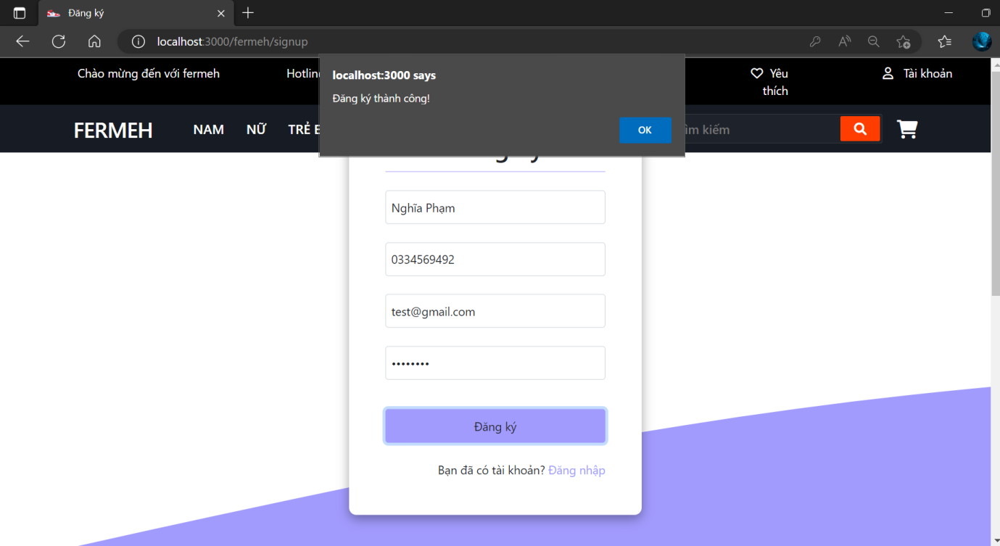 Đăng ký
localhost:3000/fermeh/signup
Chào mừng đến với fermeh
Yêu thích
Tài khoản
localhost:3000 says
Đăng ký thành công!
OK
FERMEH
NAM
NỮ
TRẺ
kiếm
Nghĩa Phạm
0334569492
test@gmail.com
••••••••
Đăng ký
Bạn đã có tài khoản? Đăng nhập